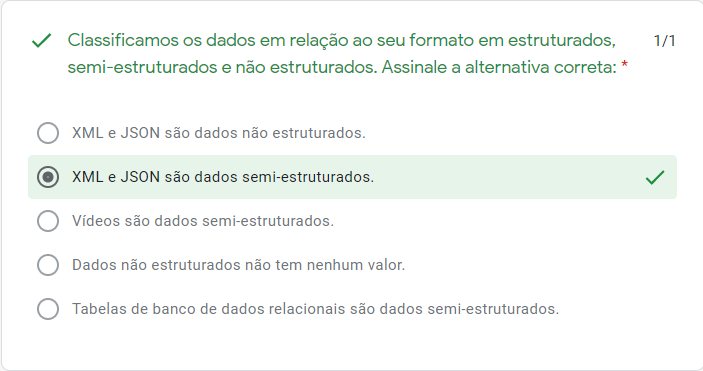 Classificamos os dados em relação ao seu formato em estruturados, 1/1
semi-estruturados e não estruturados. Assinale a alternativa correta: *
XML e JSON são dados não estruturados.
XML e JSON são dados semi-estruturados.
Vídeos são dados semi-estruturados.
Dados não estruturados não tem nenhum valor.
Tabelas de banco de dados relacionais são dados semi-estruturados.